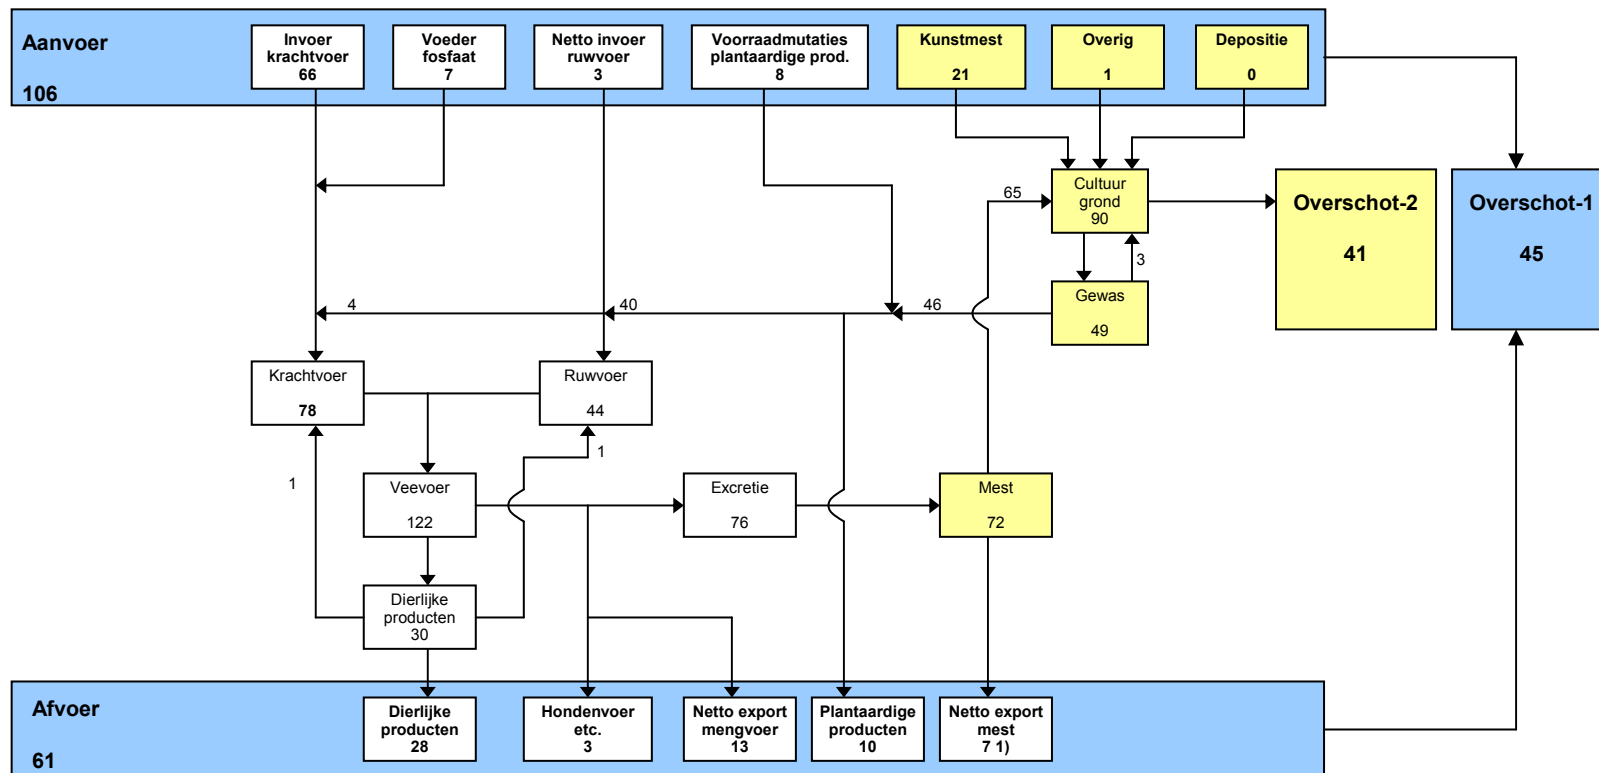 Aanvoer
106
Invoer
krachtvoer
66
Voeder
fosfaat
7
Netto invoer
ruwvoer
3
Voorraadmutaties
plantaardige prod.
8
Kunstmest
21
Overig
1
Depositie
0
65
Cultuur
grond
90
Overschot-2
41
Overschot-1
45
3
4
40
46
Gewas
49
Krachtvoer
78
Ruwvoer
44
1
1
Veevoer
122
Excretie
76
Mest
72
Dierlijke
producten
30
Afvoer
61
Dierlijke
producten
28
Hondenvoer
etc.
3
Netto export
mengvoer
13
Plantaardige
producten
10
Netto export
mest
7 1)